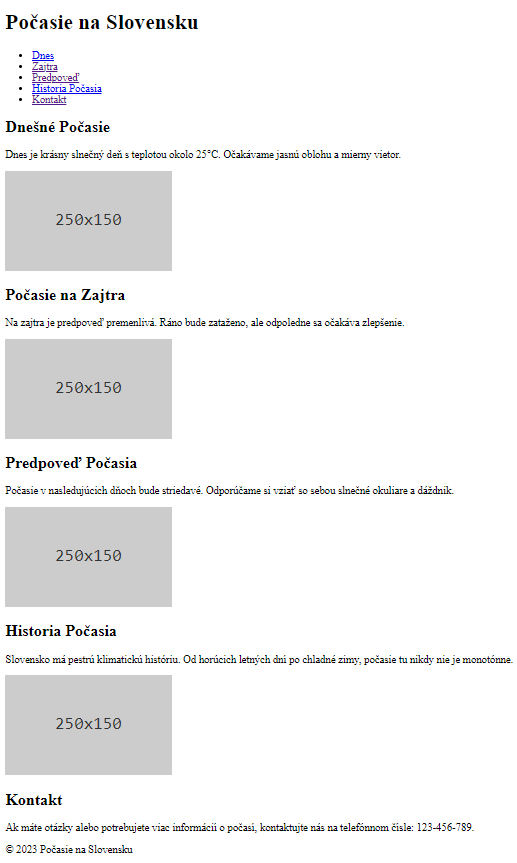 Počasie na Slovensku
Dnes
Zajtra
Predpoveď
Historia Počasia
Kontakt
Dnešné Počasie
Dnes je krásny slnečný deň s teplotou okolo 25°C. Očakávame jasnú oblohu a mierny vietor.
250x150
Počasie na Zajtra
Na zajtra je predpoveď premenlivá. Ráno bude zataženo, ale odpoledne sa očakáva zlepšenie.
250x150
Predpoveď Počasia
Počasie v nasledujúcich dňoch bude striedavé. Odporúčame si vziať so sebou slnečné okuliare a dáždnik.
250x150
Historia Počasia
Slovensko má pestrú klimatickú históriu. Od horúcich letných dní po chladné zimy, počasie tu nikdy nie je monotónne.
250x150
Kontakt
Ak máte otázky alebo potrebujete viac informácií o počasí, kontaktujte nás na telefónnom čísle: 123-456-789.
© 2023 Počasie na Slovensku